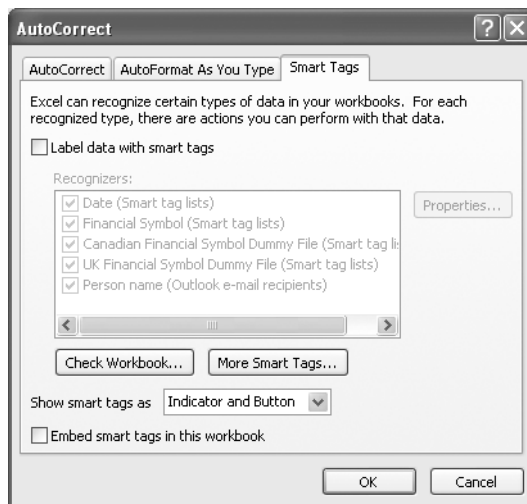 AutoCorrect
AutoCorrect AutoFormat As You Type Smart Tags
Excel can recognize certain types of data in your workbooks. For each
recognized type, there are actions you can perform with that data.
Label data with smart tags
Recognizers:
Date (Smart tag lists)
Financial Symbol (Smart tag lists)
Canadian Financial Symbol Dummy File (Smart tag li
UK Financial Symbol Dummy File (Smart tag lists)
Person name (Outlook e-mail recipients)
Properties...
Check Workbook... More Smart Tags...
Show smart tags as Indicator and Button
Embed smart tags in this workbook
OK Cancel